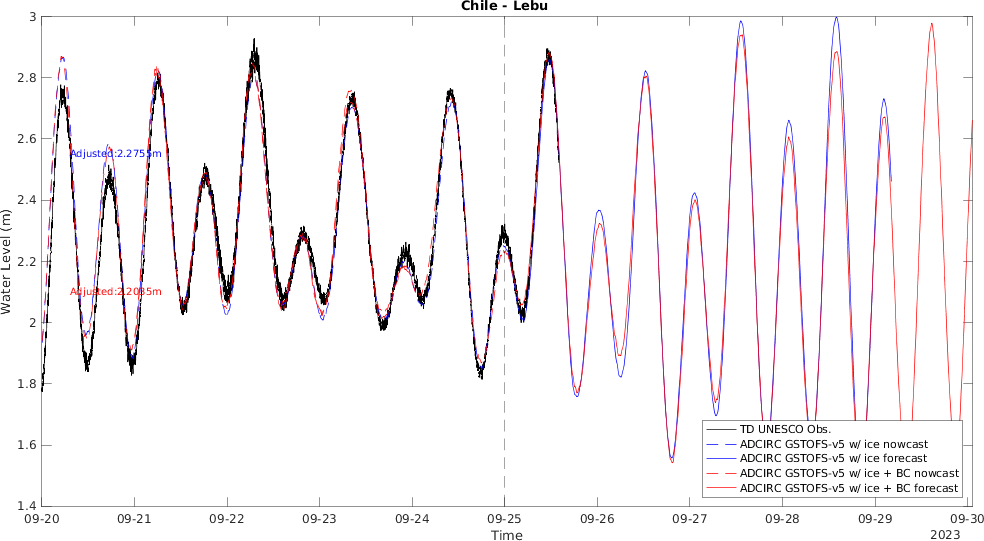 Chile - Lebu
3
2.8
2.6
2.4
2.2
2
1.8
1.6
1.4
Water Level (m)
Adjusted:2.2755m
Adjusted:2.2035m
TD UNESCO Obs.
ADCIRC GSTOFS-v5 w/ ice nowcast
ADCIRC GSTOFS-v5 w/ ice forecast
ADCIRC GSTOFS-v5 w/ ice + BC nowcast
ADCIRC GSTOFS-v5 w/ ice + BC forecast
09-20 09-21 09-22 09-23 09-24 09-25 09-26 09-27 09-28 09-29 09-30
Time
2023